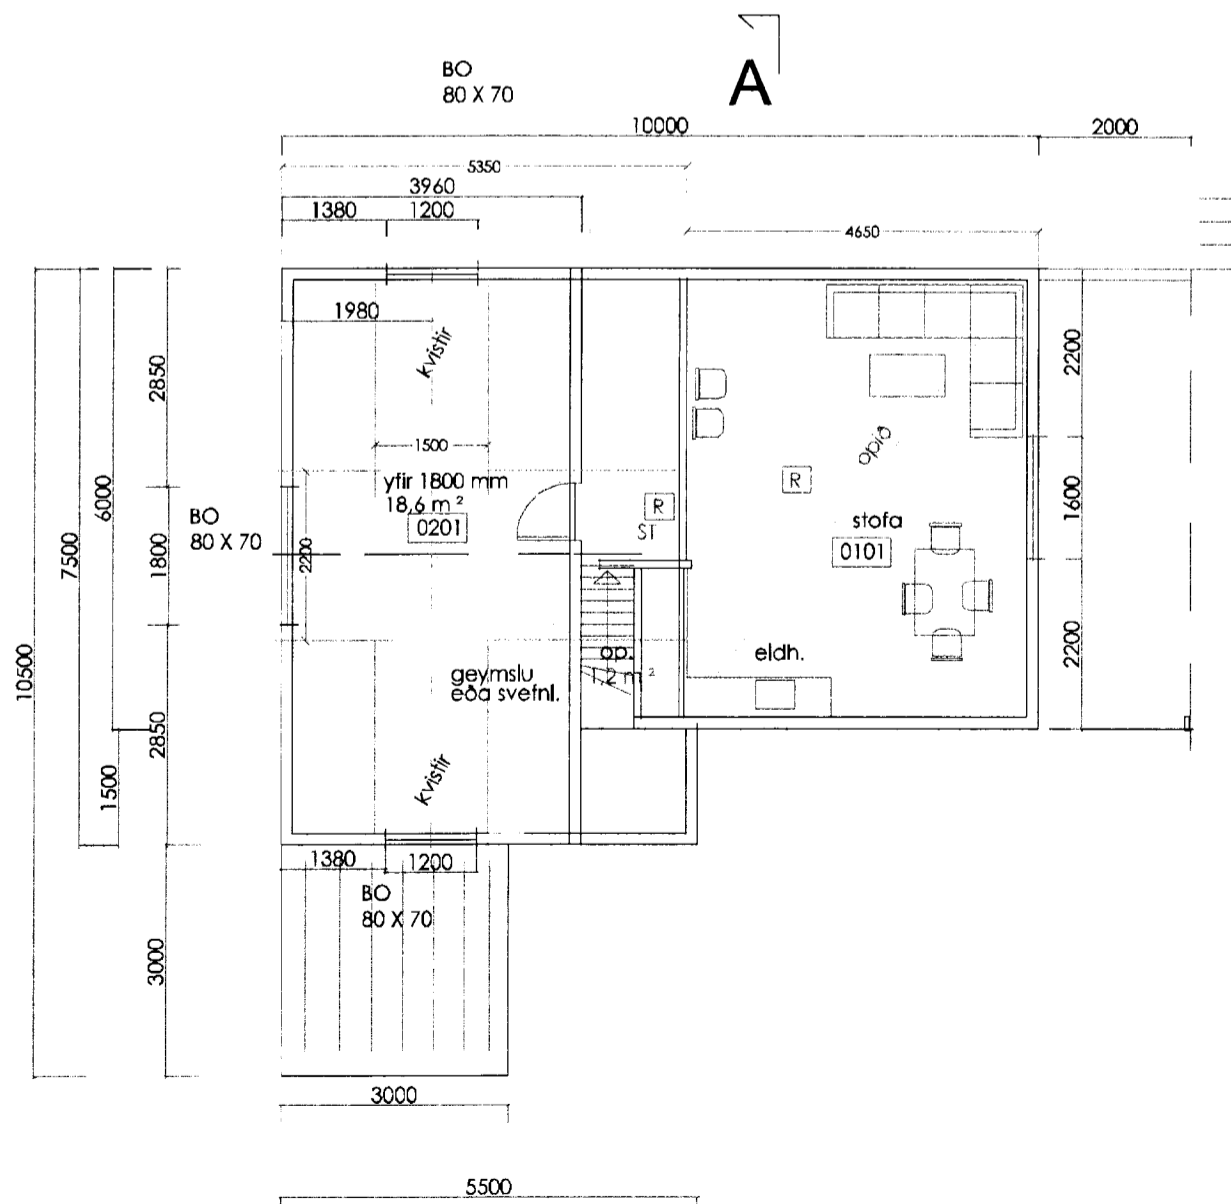 BO
80 X 70
A
10000
2000
5350
3960
1380
1200
4650
1980
kvistir
2850
2200
1500
opið
yfir 1800 mm
18,6 m²
0201
R
R
ST
stofa
0101
6000
7500
BO
80 X 70
1800
2200
1600
10500
op.
1,2 m²
eldh.
geymslu
eða svefnl.
2200
2850
1500
kvistir
1380
1200
BO
80 X 70
3000
3000
5500